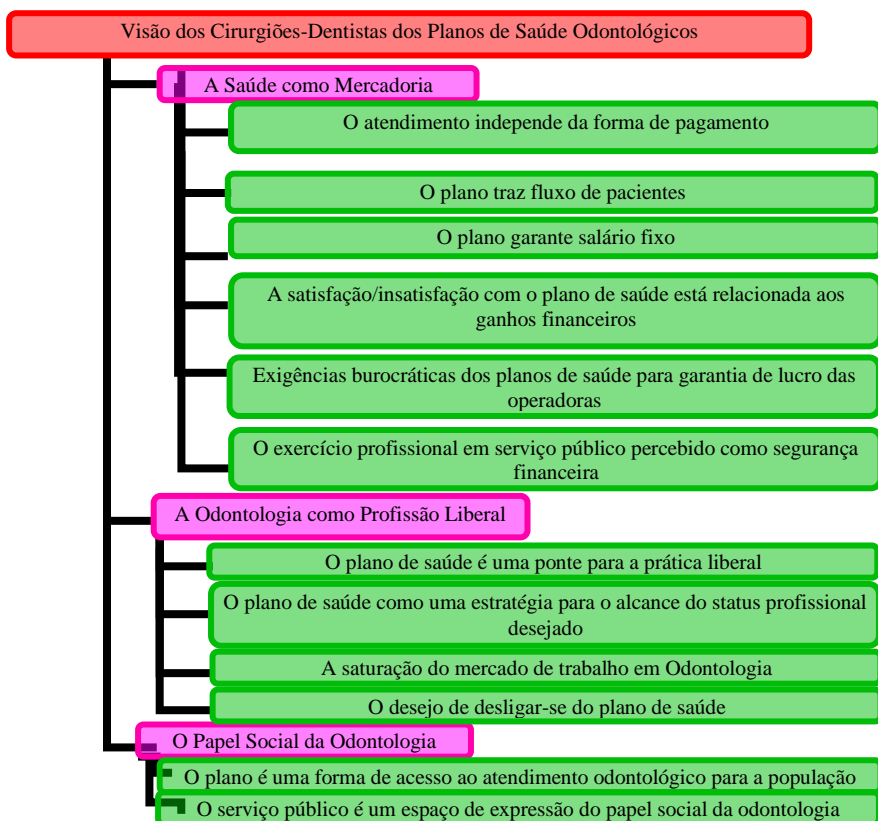 Visão dos Cirurgiões-Dentistas dos Planos de Saúde Odontológicos
A Saúde como Mercadoria
O atendimento independe da forma de pagamento
O plano traz fluxo de pacientes
O plano garante salário fixo
A satisfação/insatisfação com o plano de saúde está relacionada aos
ganhos financeiros
Exigências burocráticas dos planos de saúde para garantia de lucro das
operadoras
O exercício profissional em serviço público percebido como segurança
financeira
A Odontologia como Profissão Liberal
O plano de saúde é uma ponte para a prática liberal
O plano de saúde como uma estratégia para o alcance do status profissional
desejado
A saturação do mercado de trabalho em Odontologia
O desejo de desligar-se do plano de saúde
O Papel Social da Odontologia
O plano é uma forma de acesso ao atendimento odontológico para a população
O serviço público é um espaço de expressão do papel social da odontologia